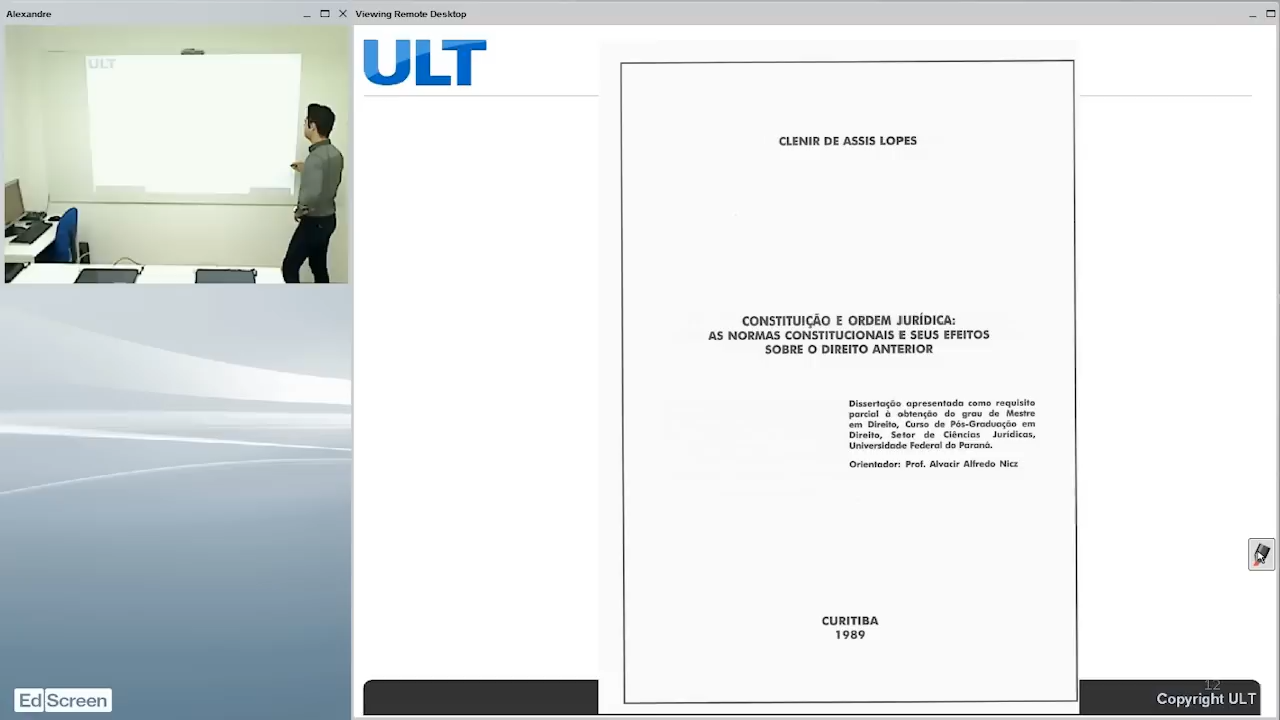 Alexandre
Viewing Remote Desktop
ULT
ULT
CLENIR DE ASSIS LOPES
CONSTITUIÇÃO E ORDEM JURÍDICA:
AS NORMAS CONSTITUCIONAIS E SEUS EFEITOS
SOBRE O DIREITO ANTERIOR
Dissertação apresentada como requisito
parcial à obtenção do grau de Mestre
em Direito, Curso de Pós-Graduação em
Direito, Setor de Ciências Jurídicas,
Universidade Federal do Paraná.
Orientador: Prof. Alvacir Alfredo Nicz
CURITIBA
1989
12
Copyright ULT
EdScreen